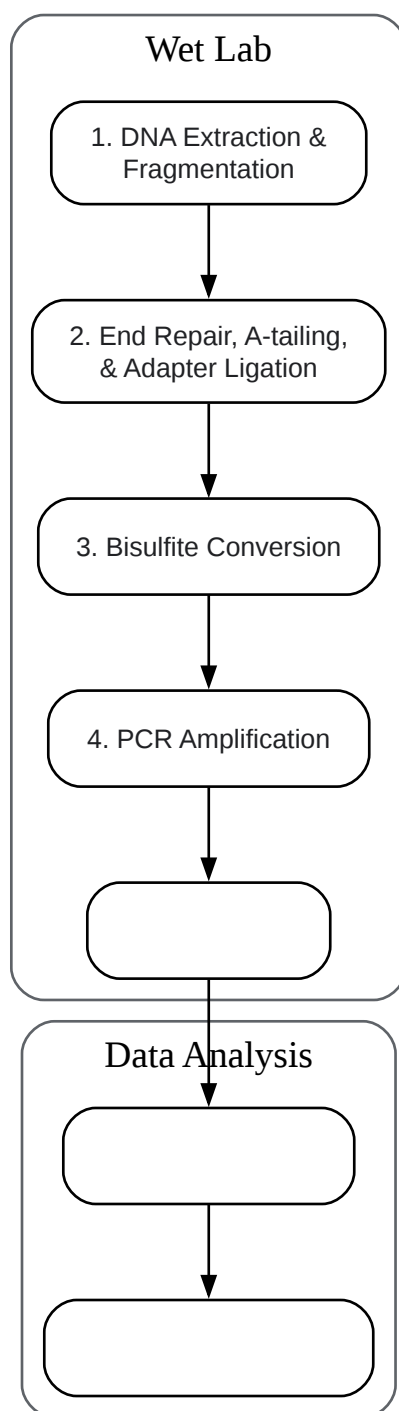 Wet Lab
1. DNA Extraction &
Fragmentation
2. End Repair, A-tailing,
& Adapter Ligation
3. Bisulfite Conversion
4. PCR Amplification
Data Analysis